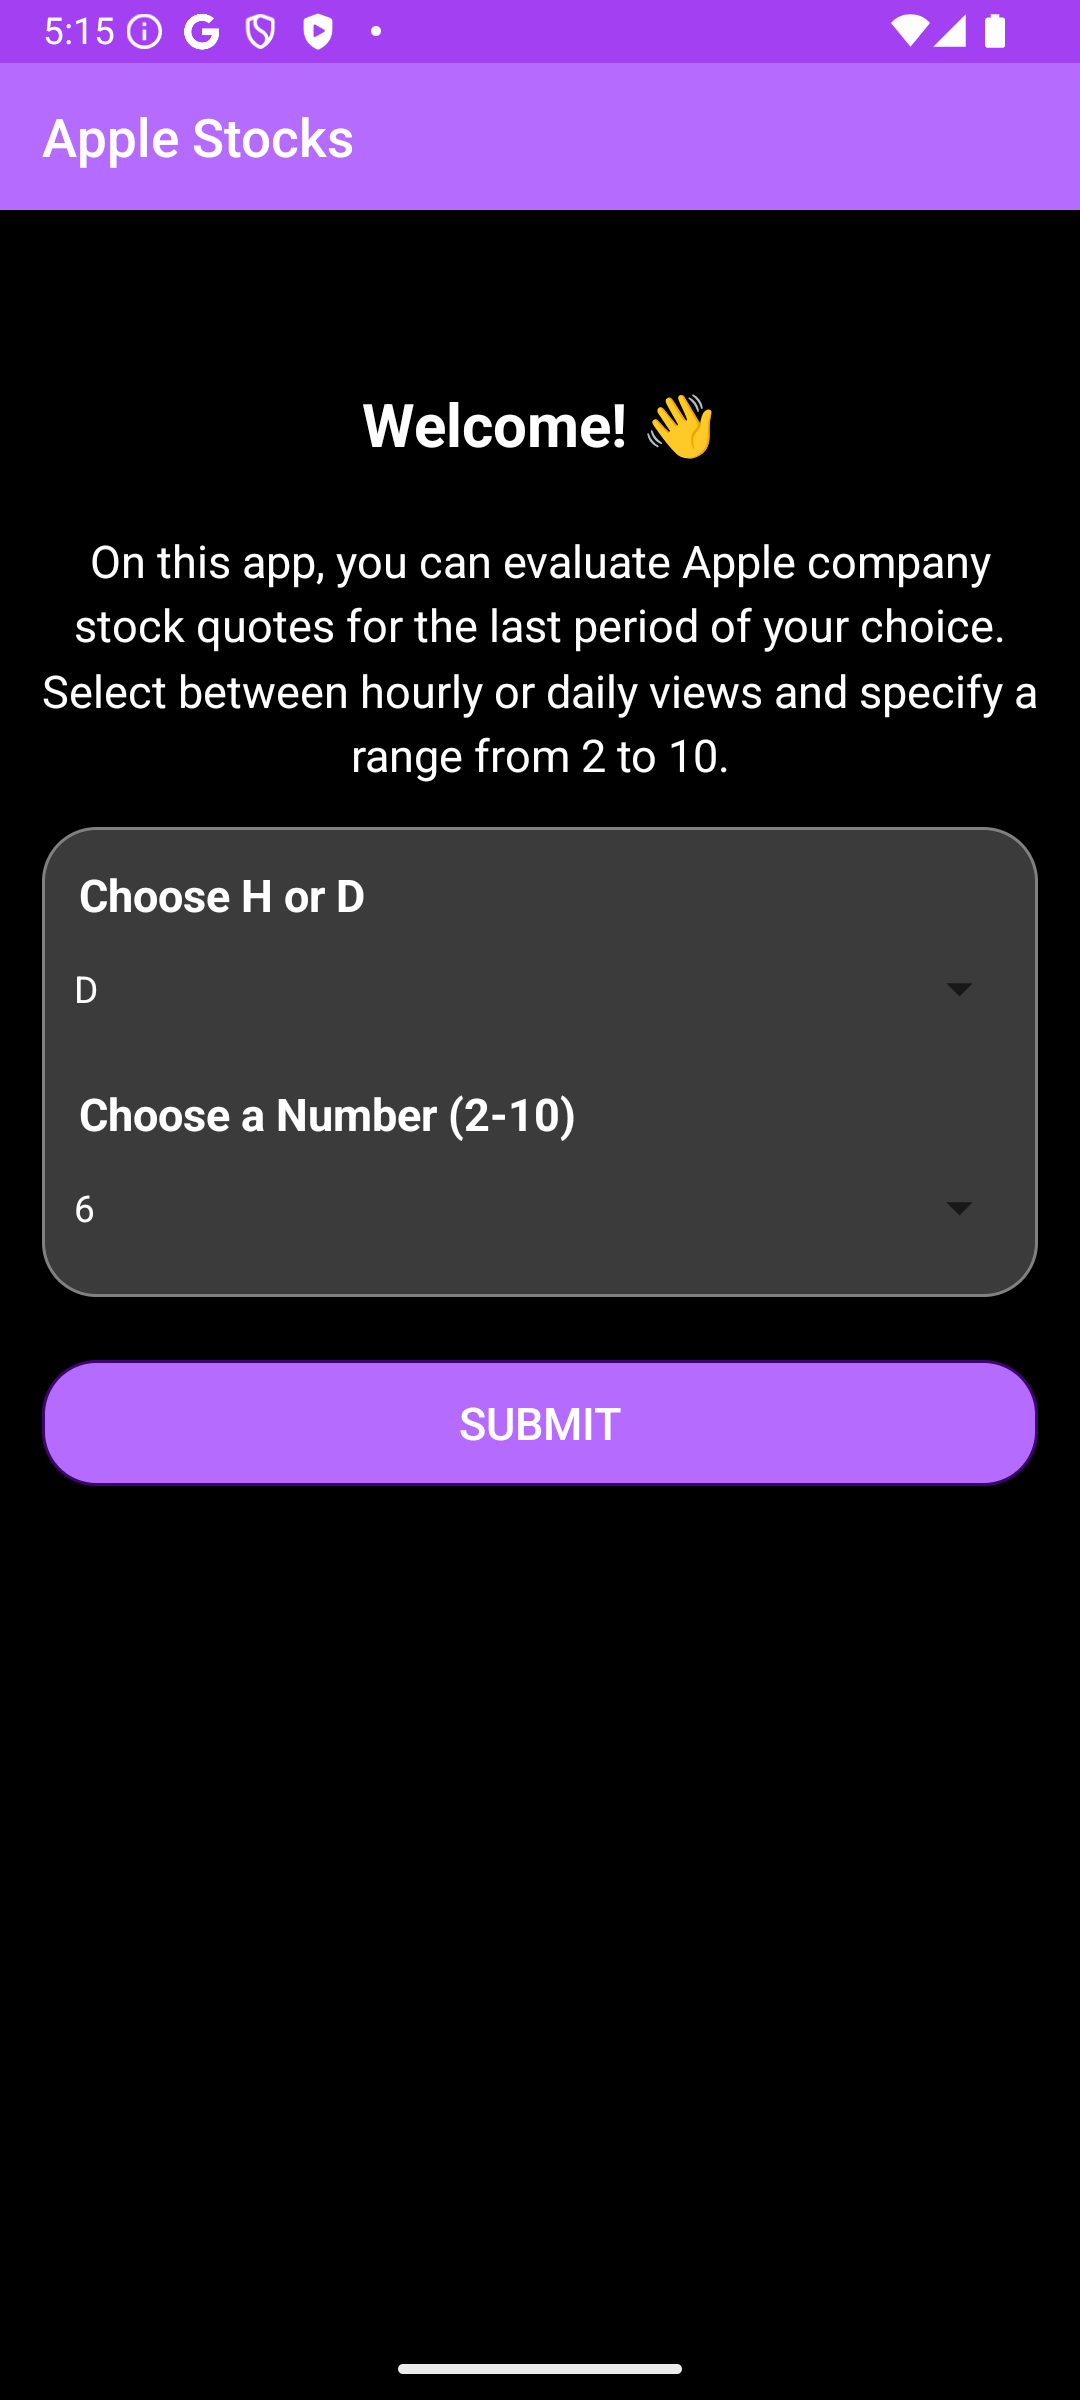 5:15
Apple Stocks
Welcome! 👋
On this app, you can evaluate Apple company
stock quotes for the last period of your choice.
Select between hourly or daily views and specify a
range from 2 to 10.
Choose H or D
D
Choose a Number (2-10)
6
SUBMIT